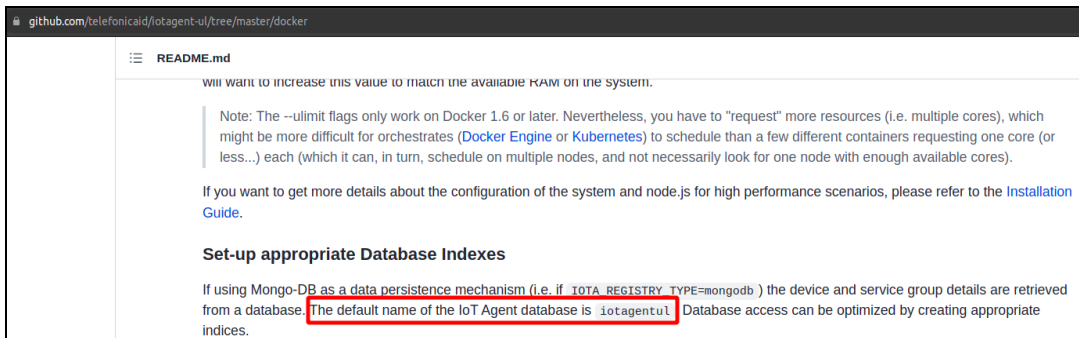 github.com/telefonicaid/iotagent-ul/tree/master/docker
README.md
will want to increase this value to match the available RAM on the system.
Note: The --ulimit flags only work on Docker 1.6 or later. Nevertheless, you have to "request" more resources (i.e. multiple cores), which
might be more difficult for orchestrates (Docker Engine or Kubernetes) to schedule than a few different containers requesting one core (or
less...) each (which it can, in turn, schedule on multiple nodes, and not necessarily look for one node with enough available cores).
If you want to get more details about the configuration of the system and node.js for high performance scenarios, please refer to the Installation
Guide.
Set-up appropriate Database Indexes
If using Mongo-DB as a data persistence mechanism (i.e. if IOTA_REGISTRY_TYPE=mongodb ) the device and service group details are retrieved
from a database. The default name of the IoT Agent database is iotagentul . Database access can be optimized by creating appropriate
indices.